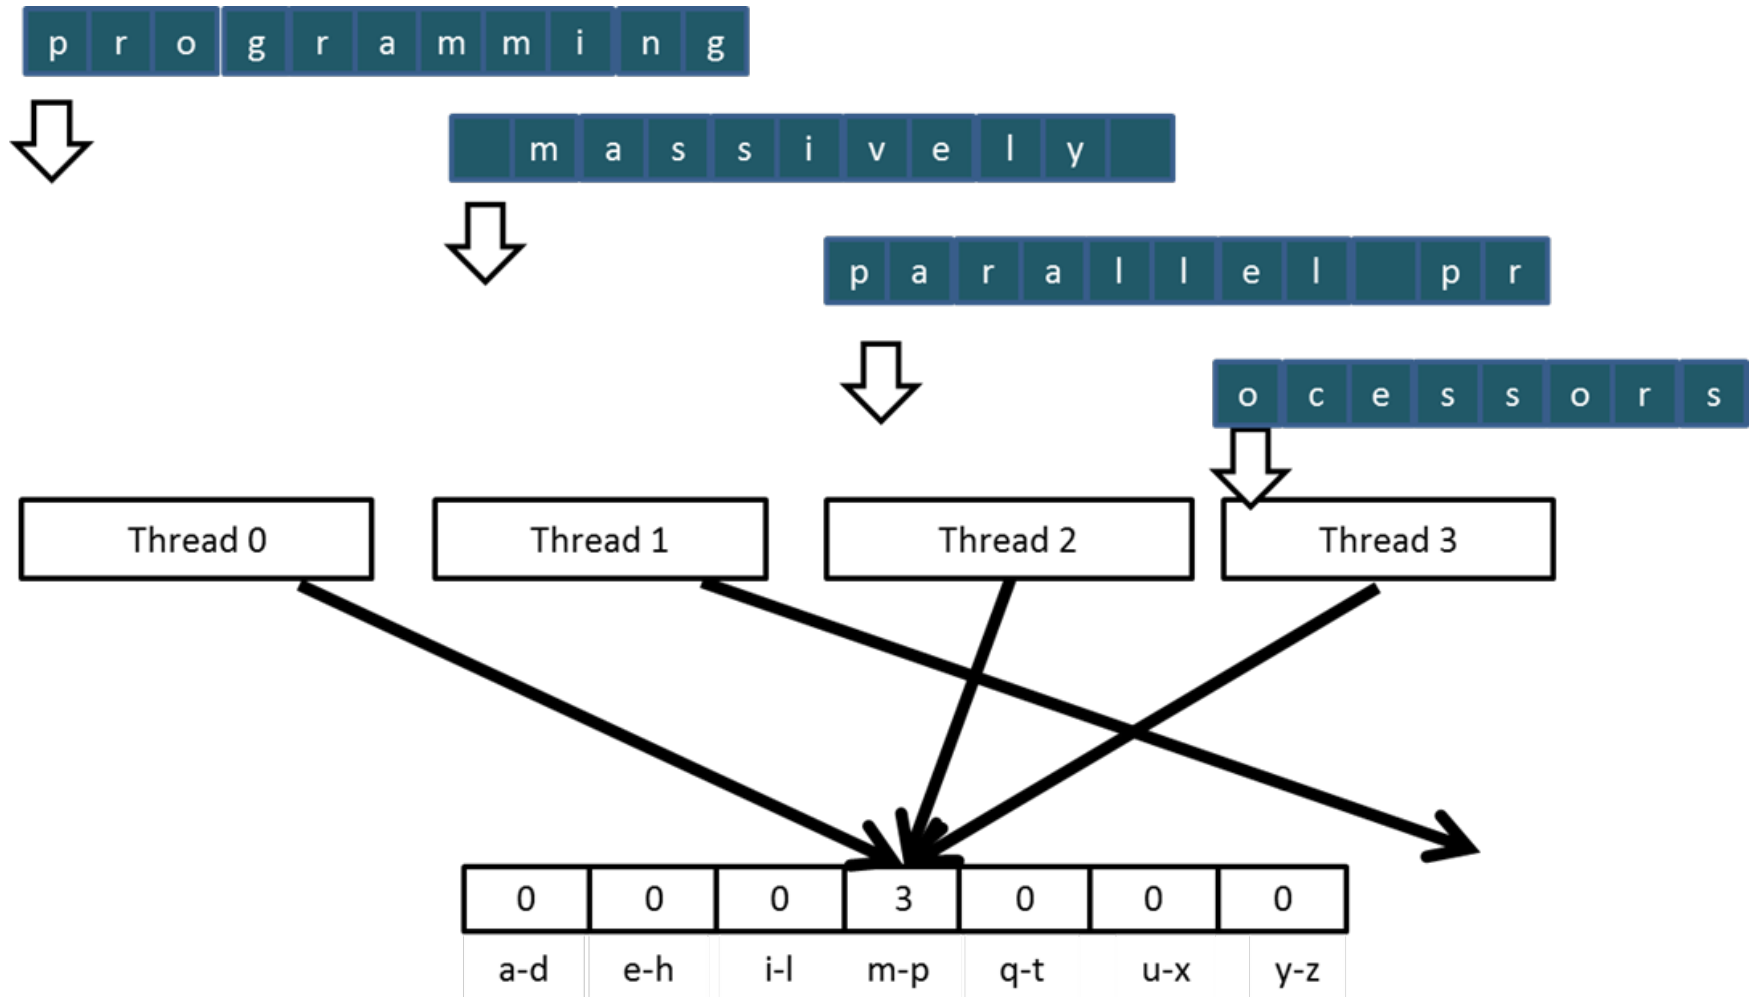 p r o g r a m m i n g
m a s s i v e l y
p a r a l l e l p r
o c e s s o r s
Thread 0 Thread 1 Thread 2 Thread 3
0 0 0 3 0 0 0
a-d e-h i-l m-p q-t u-x y-z